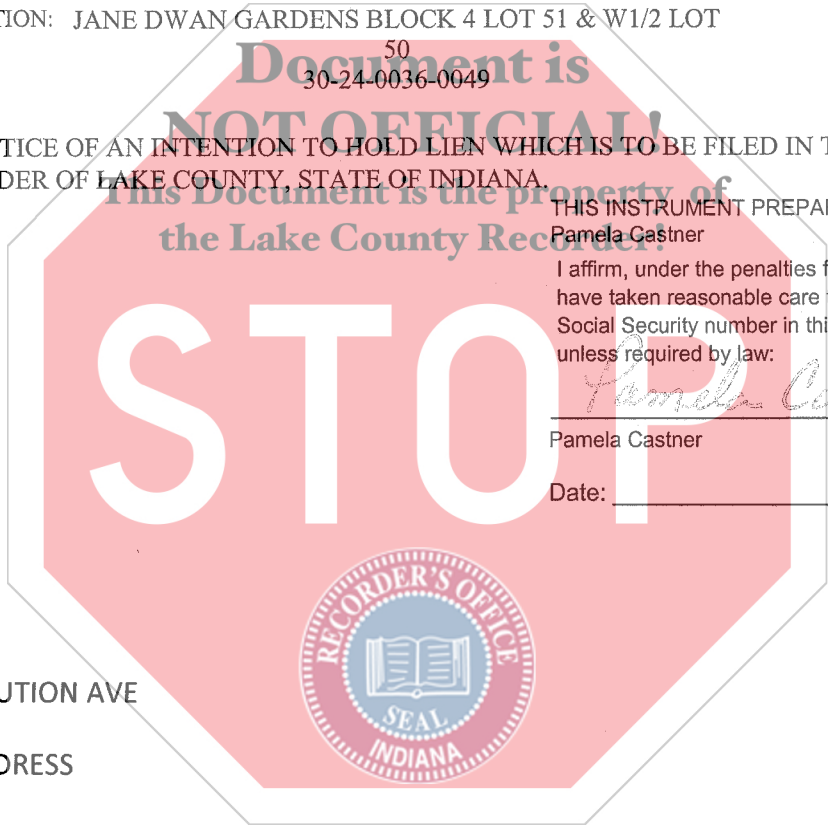 TION: JANE DWAN GARDENS BLOCK 4 LOT 51 & W1/2 LOT
50
Document is
30-24-0036-0049
NOT OFFICIAL!
TICE OF AN INTENTION TO HOLD LIEN WHICH IS TO BE FILED IN T
DER OF LAKE COUNTY, STATE OF INDIANA.
This Document is the property of
the Lake County Recorder!
THIS INSTRUMENT PREPA
Pamela Castner
I affirm, under the penalties f
have taken reasonable care
Social Security number in thi
unless required by law:
Pamela Ca
Pamela Castner
Date:
STOP
RECORDER'S OFFICE
SEAL
INDIANA
UTION AVE
DRESS